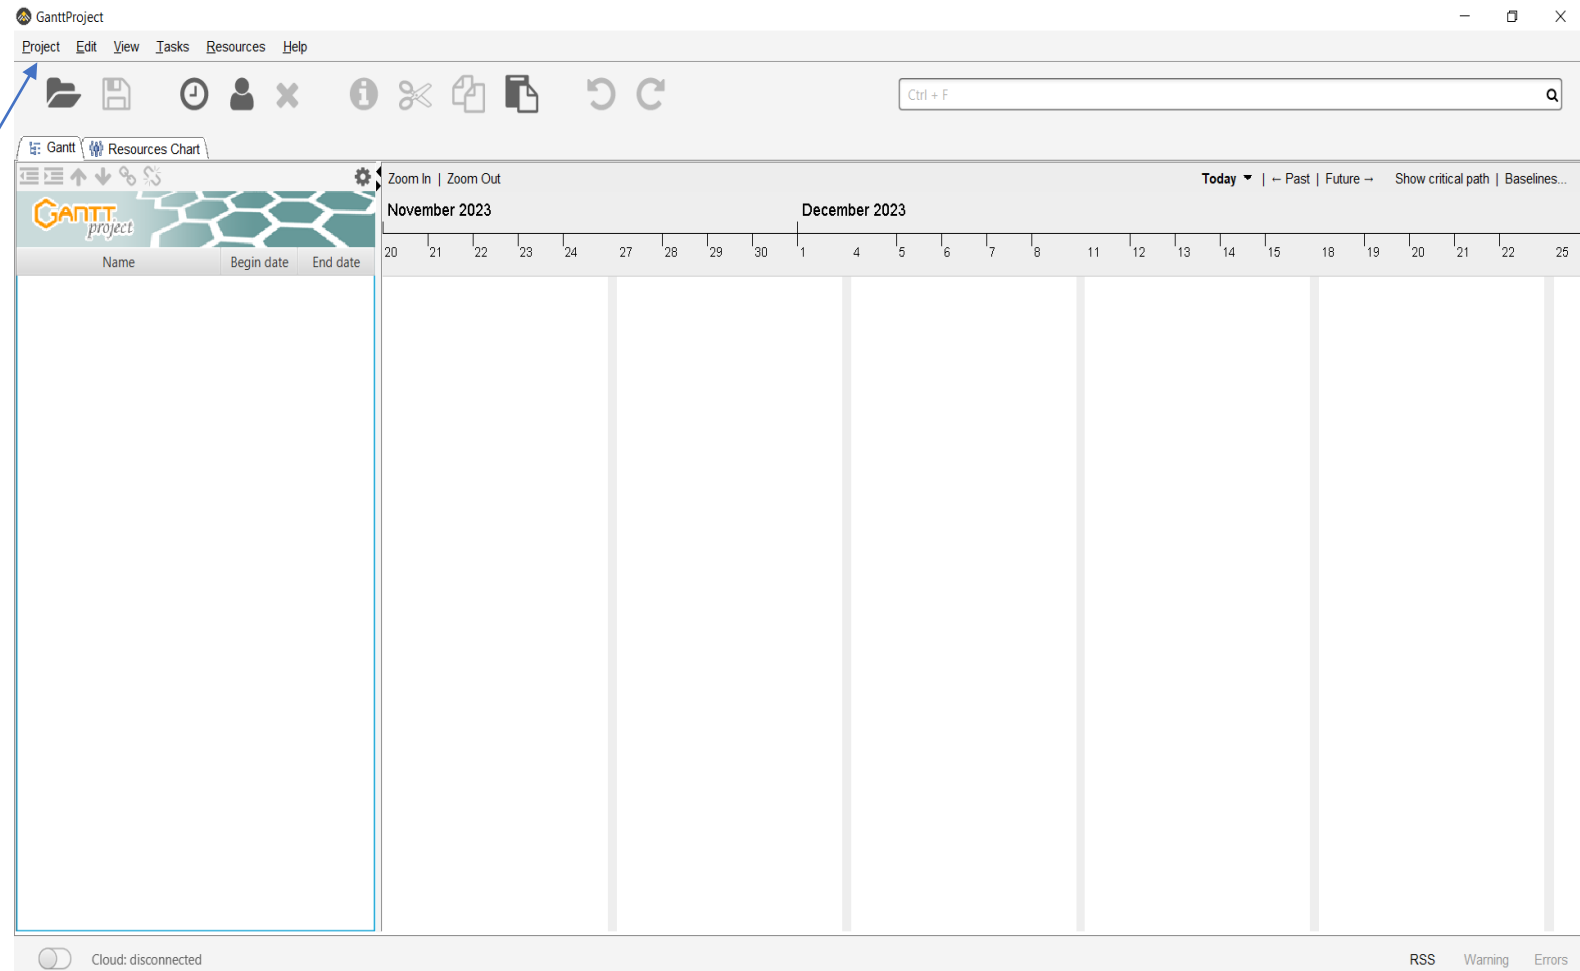 GanttProject
Project Edit View Tasks Resources Help
Ctrl + F
Gantt Resources Chart
Zoom In | Zoom Out Today | ← Past | Future → Show critical path | Baselines...
GANTT project
November 2023 December 2023
20 21 22 23 24 27 28 29 30 1 4 5 6 7 8 11 12 13 14 15 18 19 20 21 22 25
Name Begin date End date
Cloud: disconnected RSS Warning Errors